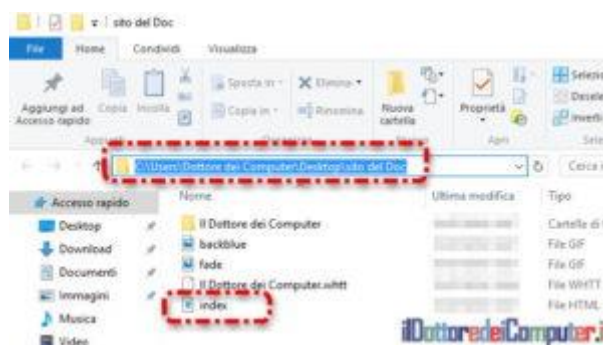 sito del Doc
File Home Condividi Visualizza
Aggiungi ad Accesso rapido
Copia
Incolla
Sposta in
Copia in
Elimina
Rinomina
Nuova cartella
Proprietà
Appunti
Apri
C:\Users\Dottore dei Computer\Desktop\sito del Doc
Cerca
Accesso rapido
Nome
Ultima modifica
Tipo
Desktop
Il Dottore dei Computer
Cartella di
Download
backblue
File GIF
Documenti
fade
File GIF
Immagini
Il Dottore dei Computer.whtt
File WHTT
Musica
index
File HTML
Video
ilDottoredeiComputer.